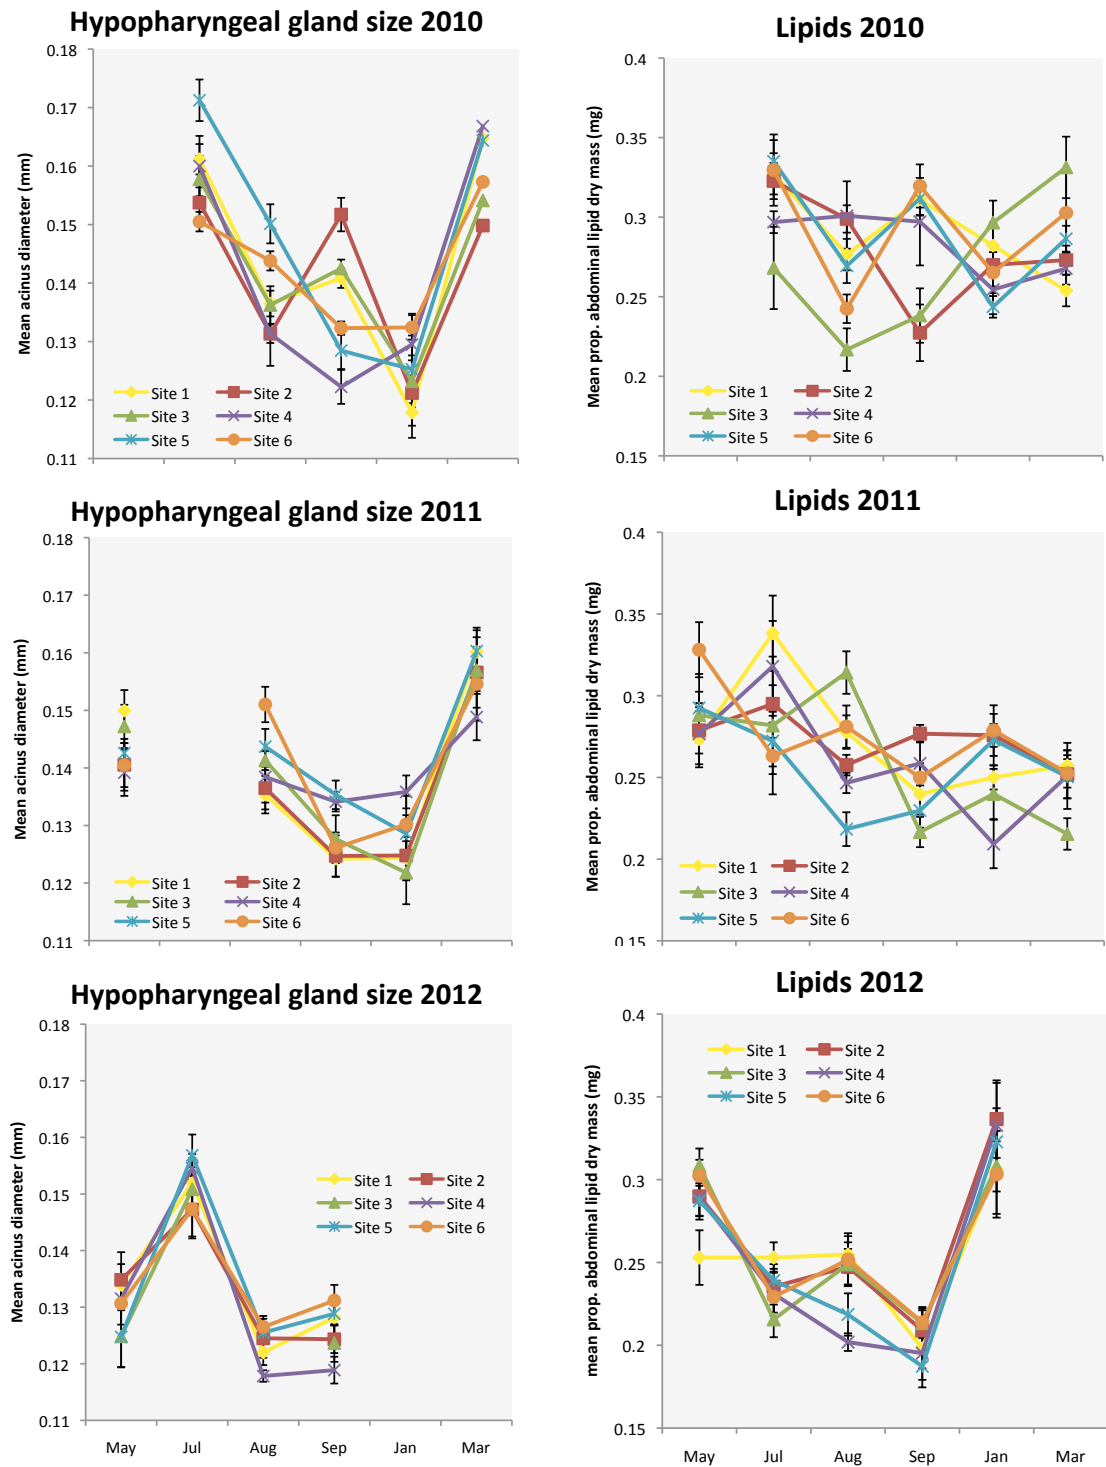 Hypopharyngeal gland size 2010
Mean acinus diameter (mm)
0.18
0.17
0.16
0.15
0.14
0.13
0.12
0.11
Site 1 Site 2
Site 3 Site 4
Site 5 Site 6
Lipids 2010
Mean prop. abdominal lipid dry mass (mg)
0.4
0.35
0.3
0.25
0.2
0.15
Site 1 Site 2
Site 3 Site 4
Site 5 Site 6
Hypopharyngeal gland size 2011
Mean acinus diameter (mm)
0.18
0.17
0.16
0.15
0.14
0.13
0.12
0.11
Site 1 Site 2
Site 3 Site 4
Site 5 Site 6
Lipids 2011
Mean prop. abdominal lipid dry mass (mg)
0.4
0.35
0.3
0.25
0.2
0.15
Site 1 Site 2
Site 3 Site 4
Site 5 Site 6
Hypopharyngeal gland size 2012
Mean acinus diameter (mm)
0.18
0.17
0.16
0.15
0.14
0.13
0.12
0.11
Site 1 Site 2
Site 3 Site 4
Site 5 Site 6
May Jul Aug Sep Jan Mar
Lipids 2012
mean prop. abdominal lipid dry mass (mg)
0.4
0.35
0.3
0.25
0.2
0.15
Site 1 Site 2
Site 3 Site 4
Site 5 Site 6
May Jul Aug Sep Jan Mar